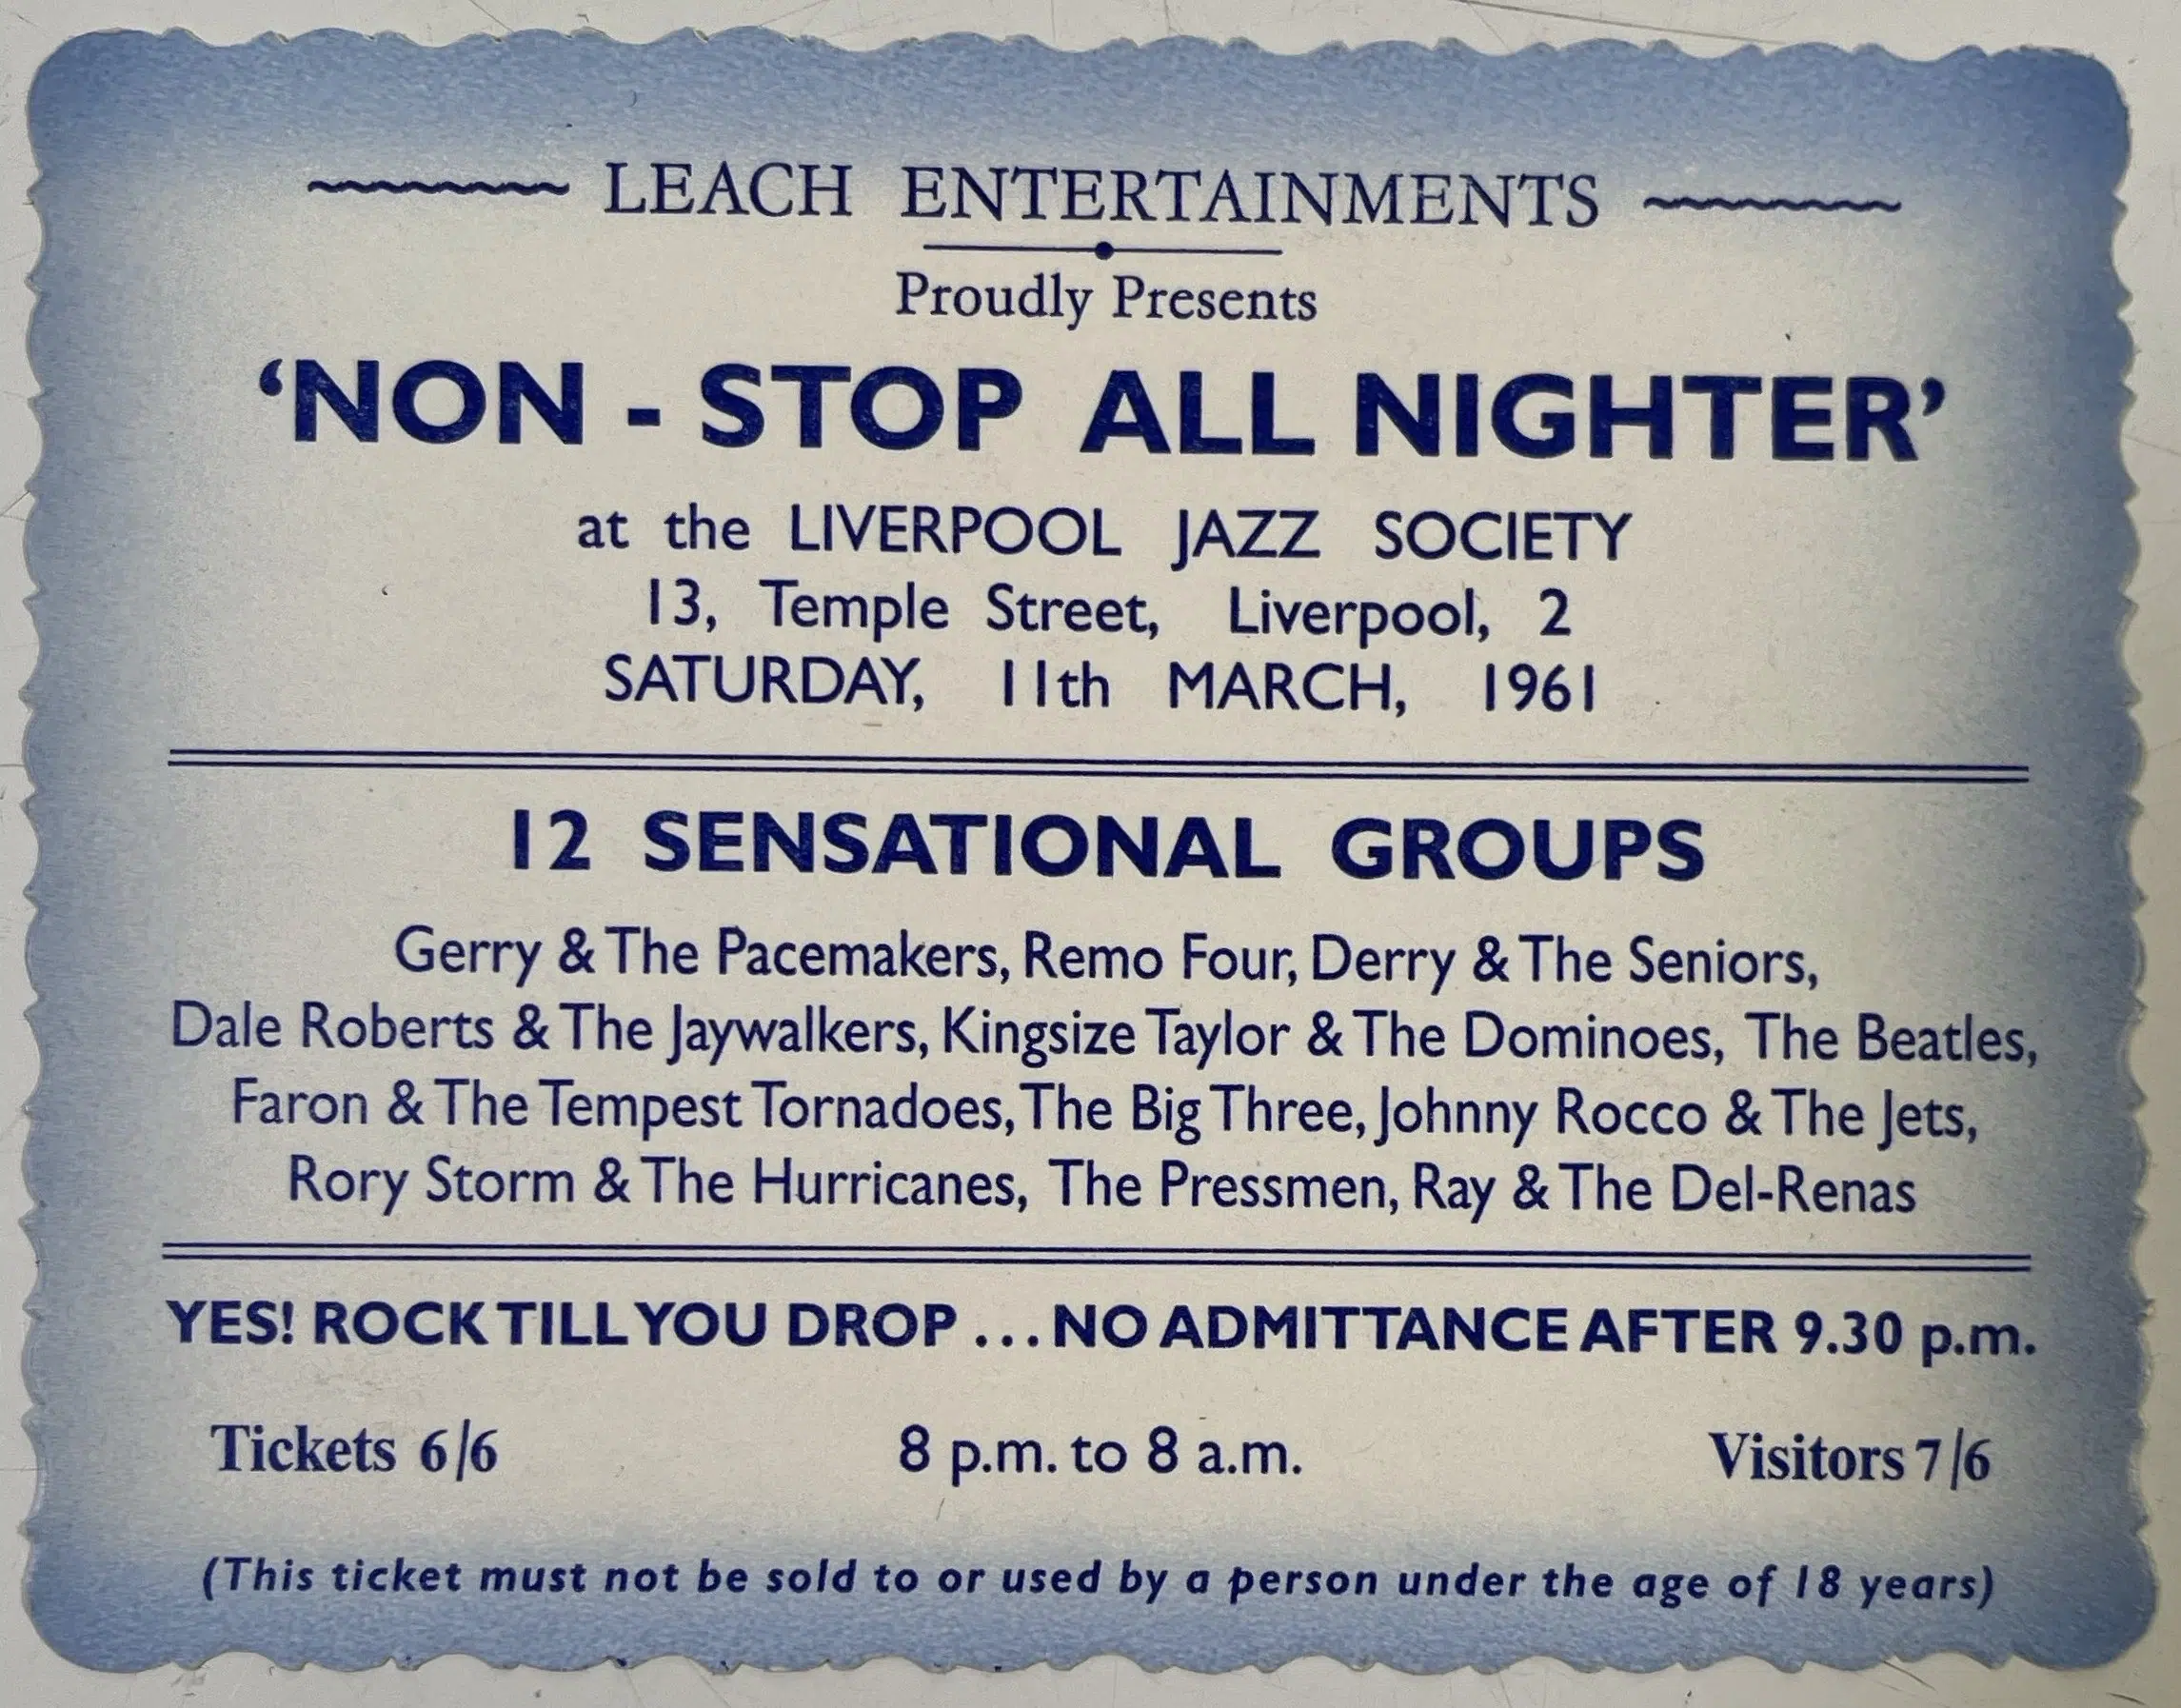 LEACH ENTERTAINMENTS
Proudly Presents
‘NON - STOP ALL NIGHTER’
at the LIVERPOOL JAZZ SOCIETY
13, Temple Street, Liverpool, 2
SATURDAY, 11th MARCH, 1961
12 SENSATIONAL GROUPS
Gerry & The Pacemakers, Remo Four, Derry & The Seniors,
Dale Roberts & The Jaywalkers, Kingsize Taylor & The Dominoes, The Beatles,
Faron & The Tempest Tornadoes, The Big Three, Johnny Rocco & The Jets,
Rory Storm & The Hurricanes, The Pressmen, Ray & The Del-Renas
YES! ROCK TILL YOU DROP ... NO ADMITTANCE AFTER 9.30 p.m.
Tickets 6/6 8 p.m. to 8 a.m. Visitors 7/6
(This ticket must not be sold to or used by a person under the age of 18 years)